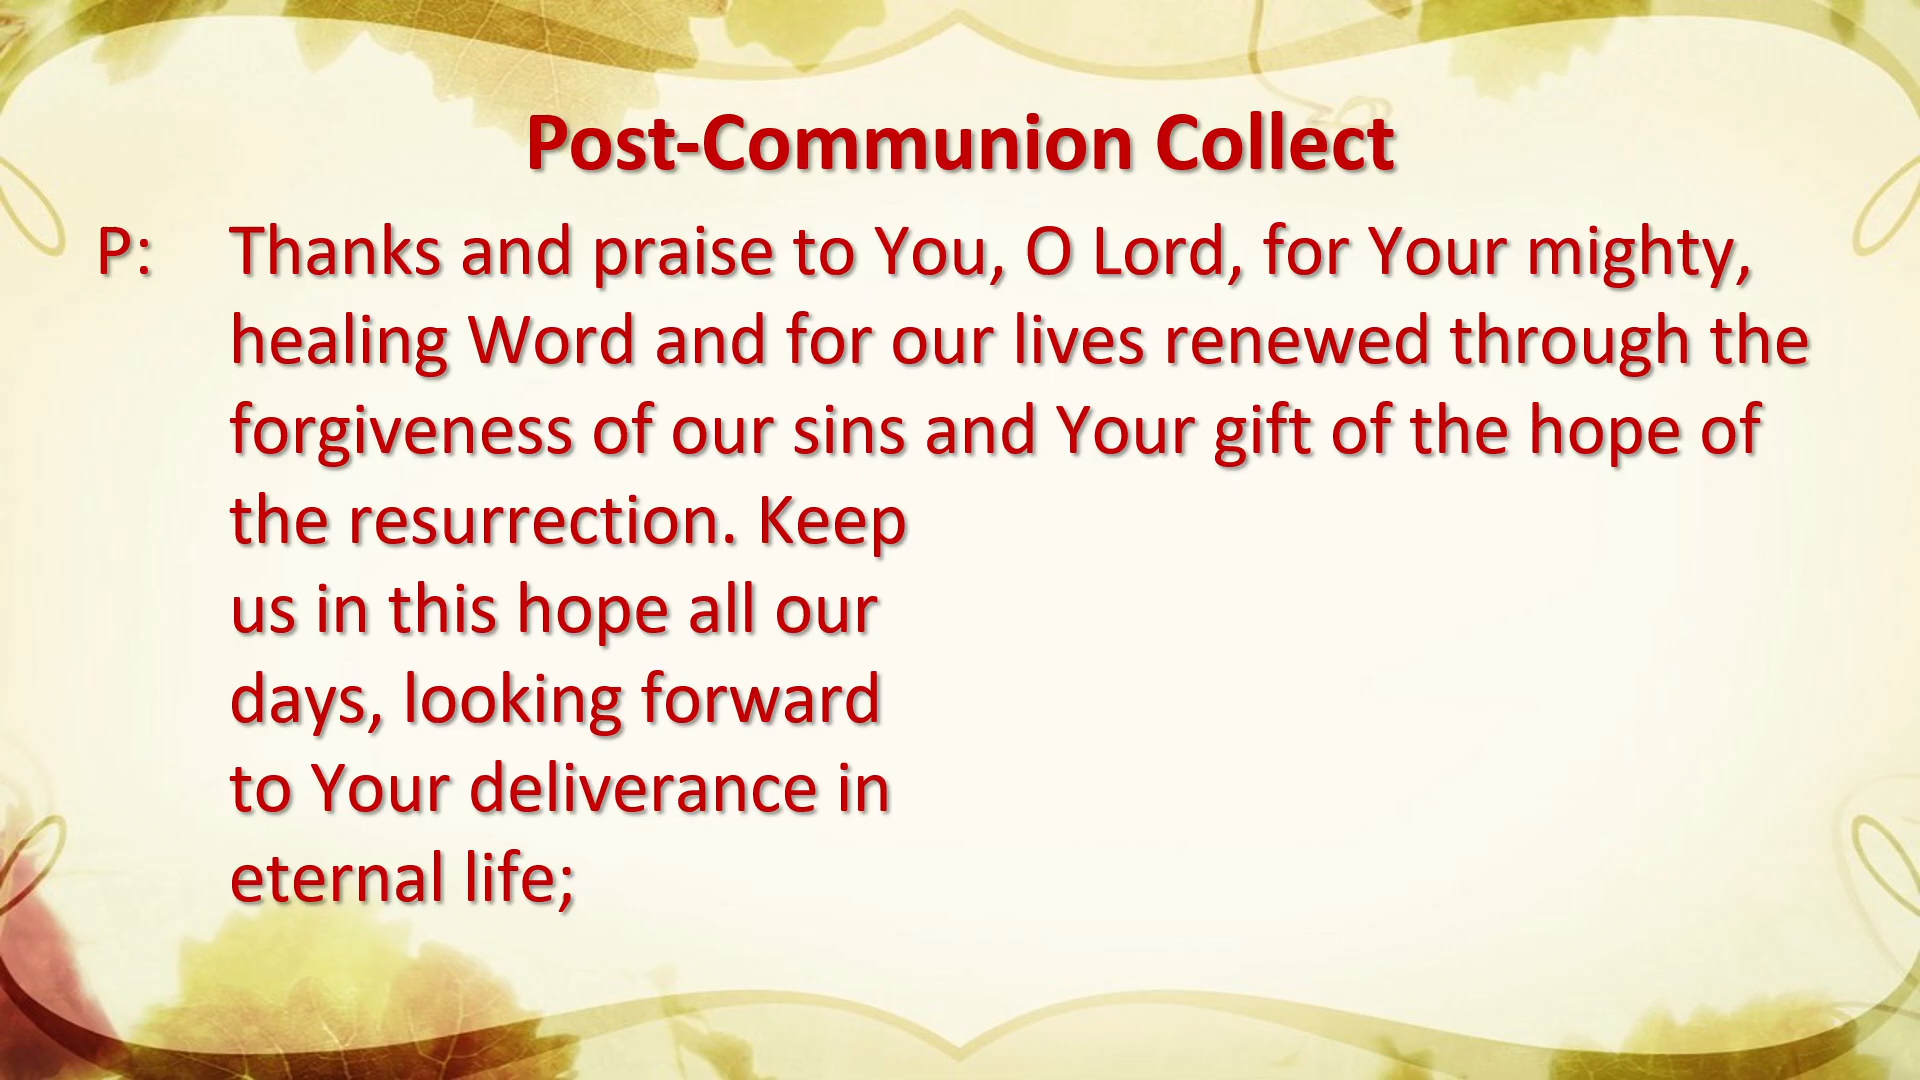 Post-Communion Collect
P: Thanks and praise to You, O Lord, for Your mighty,
healing Word and for our lives renewed through the
forgiveness of our sins and Your gift of the hope of
the resurrection. Keep
us in this hope all our
days, looking forward
to Your deliverance in
eternal life;